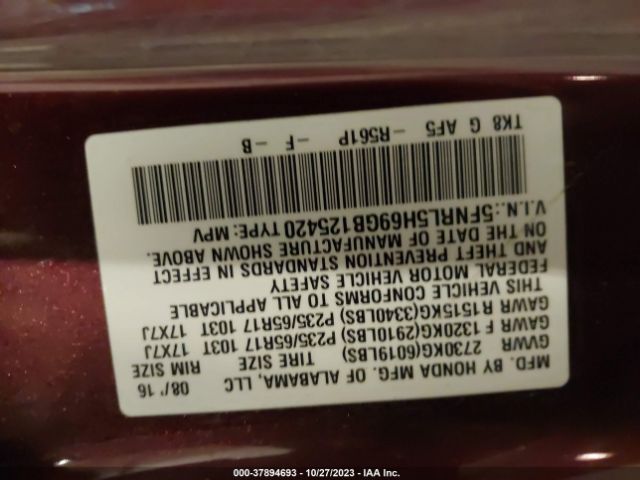 MFD. BY HONDA MFG. OF ALABAMA, LLC 08/'16
GVWR TIRE SIZE RIM SIZE
2730KG(6019LBS)
GAWR F 1320KG(2910LBS) P235/65R17 103T 17X7J
GAWR R 1515KG(3340LBS) P235/65R17 103T 17X7J
THIS VEHICLE CONFORMS TO ALL APPLICABLE
FEDERAL MOTOR VEHICLE SAFETY
AND THEFT PREVENTION STANDARDS IN EFFECT
ON THE DATE OF MANUFACTURE SHOWN ABOVE.
V.I.N.:5FNRL5H69GB125420 TYPE: MPV
TK8 G AF5 -R561P -F -B
000-37894693 - 10/27/2023 - IAA Inc.